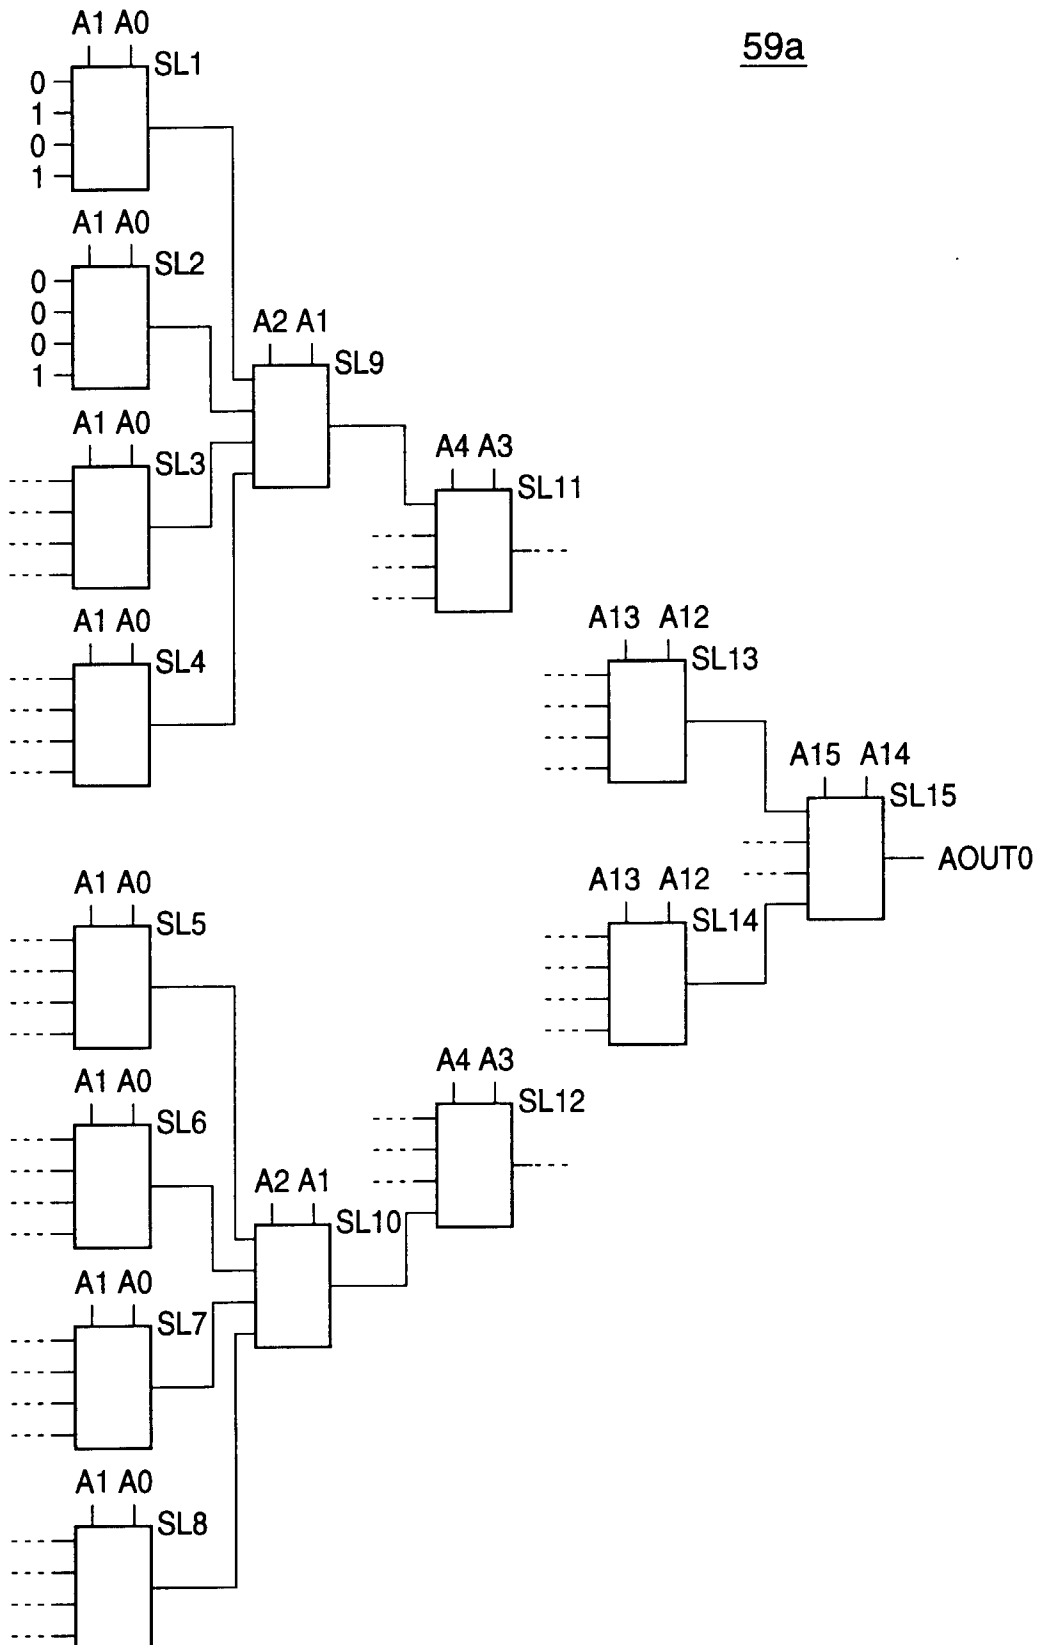 59a
A1 A0
SL1
0
1
0
1
A1 A0
SL2
0
0
0
1
A2 A1
SL9
A1 A0
SL3
A4 A3
SL11
A1 A0
SL4
A13 A12
SL13
A15 A14
SL15
AOUT0
A1 A0
SL5
A13 A12
SL14
A1 A0
SL6
A4 A3
SL12
A2 A1
SL10
A1 A0
SL7
A1 A0
SL8